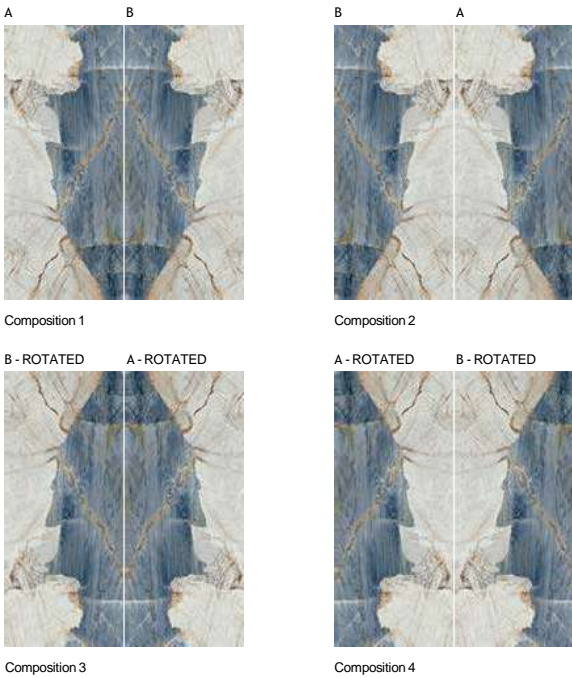 A B
B A
Composition 1
Composition 2
B - ROTATED A - ROTATED
A - ROTATED B - ROTATED
Composition 3
Composition 4